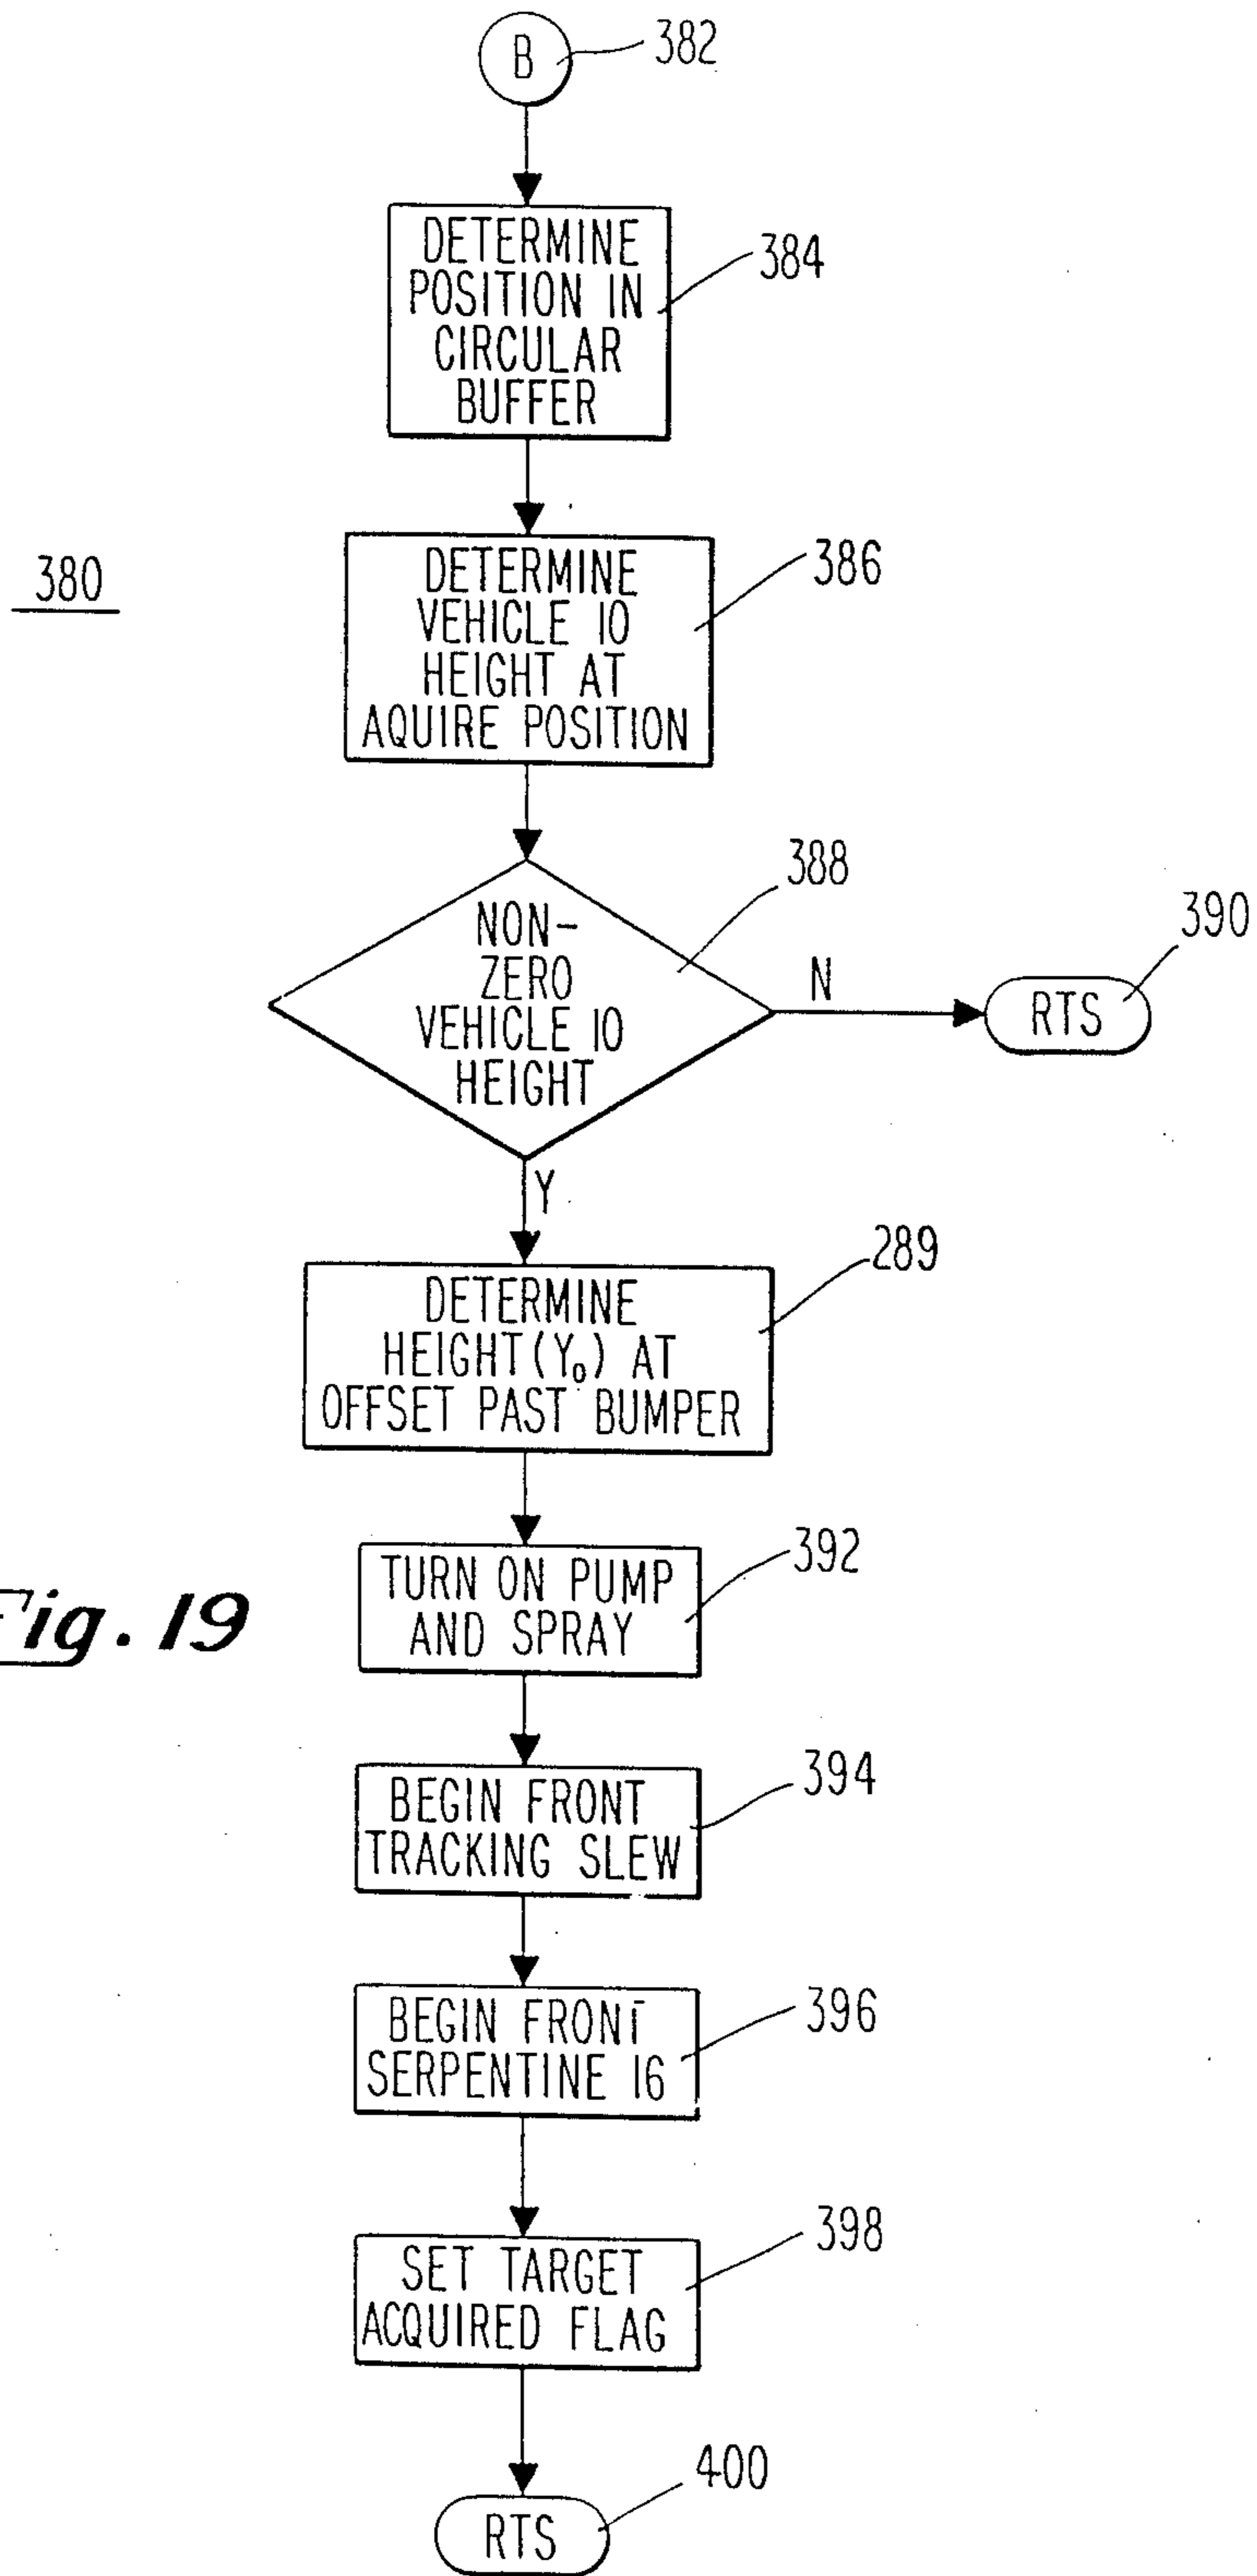 B
382
DETERMINE
POSITION IN
CIRCULAR
BUFFER
384
380
DETERMINE
VEHICLE 10
HEIGHT AT
AQUIRE POSITION
386
NON-
ZERO
VEHICLE 10
HEIGHT
388
N
RTS
390
Y
DETERMINE
HEIGHT(Y₀) AT
OFFSET PAST BUMPER
289
TURN ON PUMP
AND SPRAY
392
Fig. 19
BEGIN FRONT
TRACKING SLEW
394
BEGIN FRONT
SERPENTINE 16
396
SET TARGET
ACQUIRED FLAG
398
RTS
400